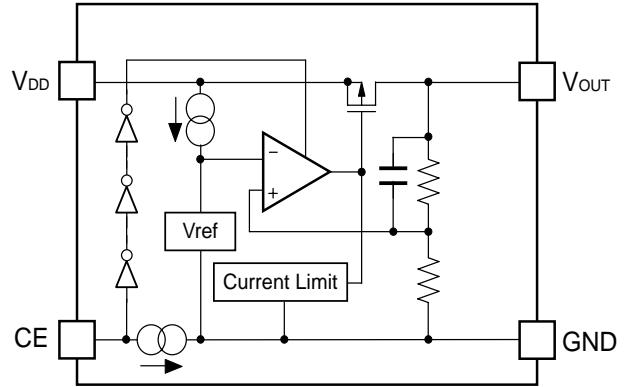 VDD
VOUT
−
+
Vref
Current Limit
CE
GND